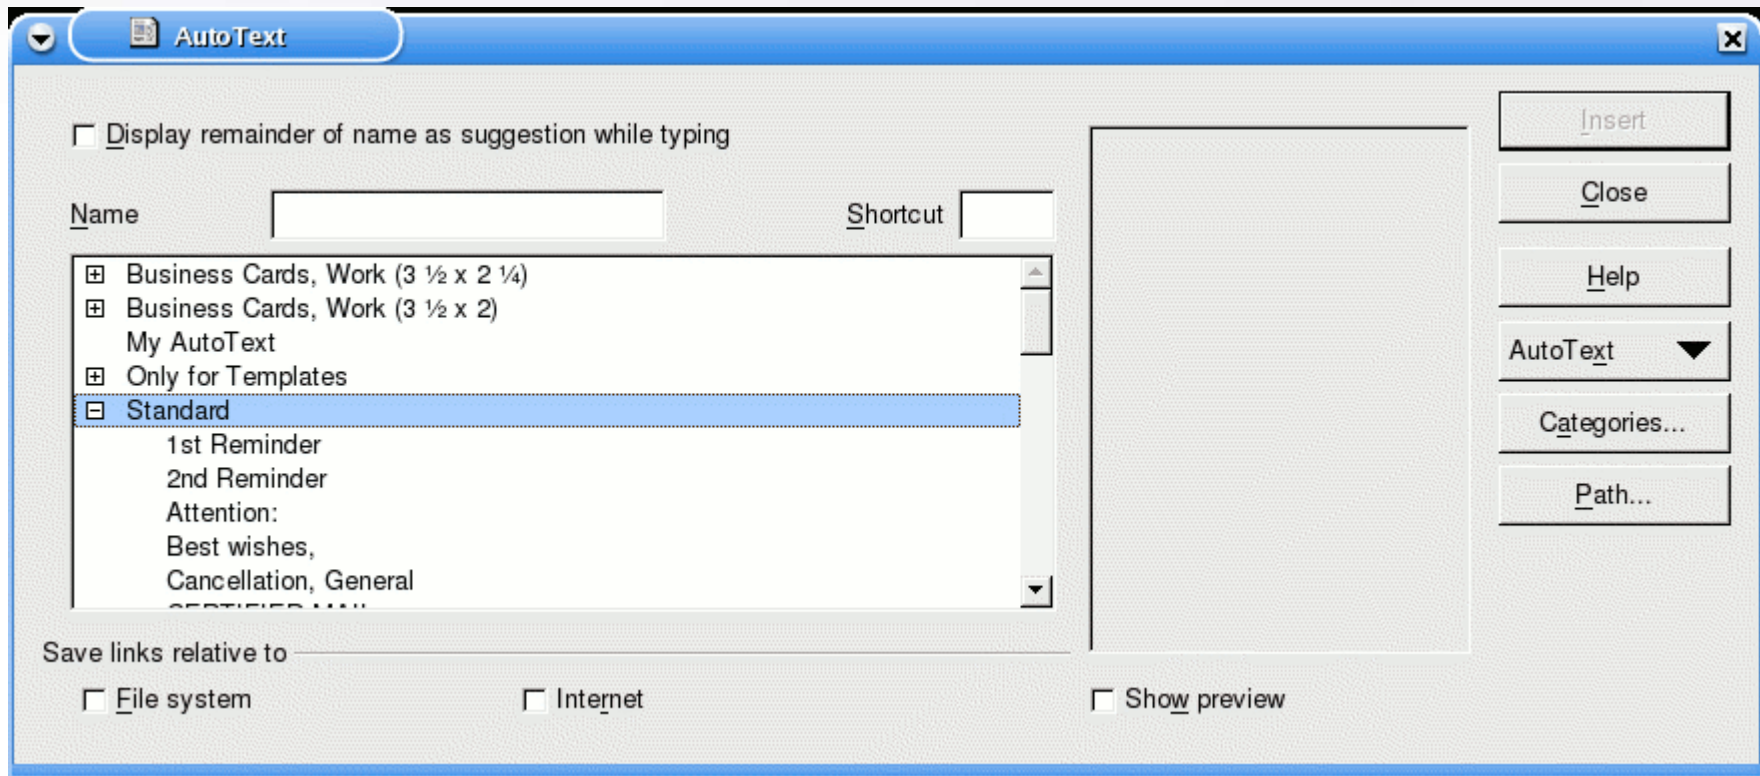 AutoText
Display remainder of name as suggestion while typing
Name
Shortcut
Business Cards, Work (3 ½ x 2 ¼)
Business Cards, Work (3 ½ x 2)
My AutoText
Only for Templates
Standard
1st Reminder
2nd Reminder
Attention:
Best wishes,
Cancellation, General
Save links relative to
File system
Internet
Show preview
Insert
Close
Help
AutoText
Categories...
Path...